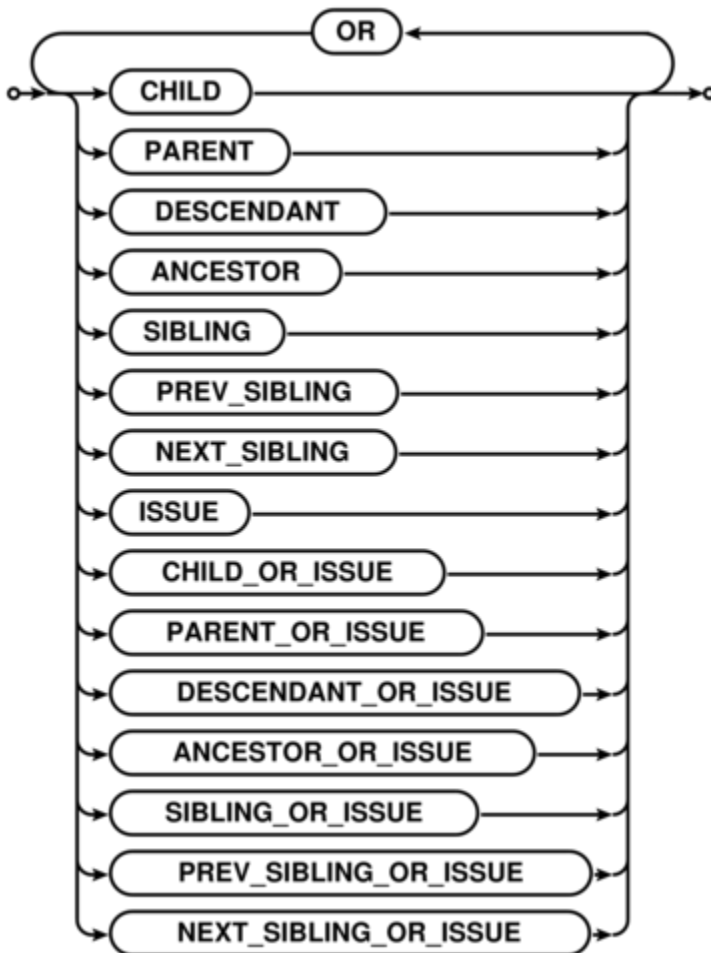 OR
CHILD
PARENT
DESCENDANT
ANCESTOR
SIBLING
PREV_SIBLING
NEXT_SIBLING
ISSUE
CHILD_OR_ISSUE
PARENT_OR_ISSUE
DESCENDANT_OR_ISSUE
ANCESTOR_OR_ISSUE
SIBLING_OR_ISSUE
PREV_SIBLING_OR_ISSUE
NEXT_SIBLING_OR_ISSUE